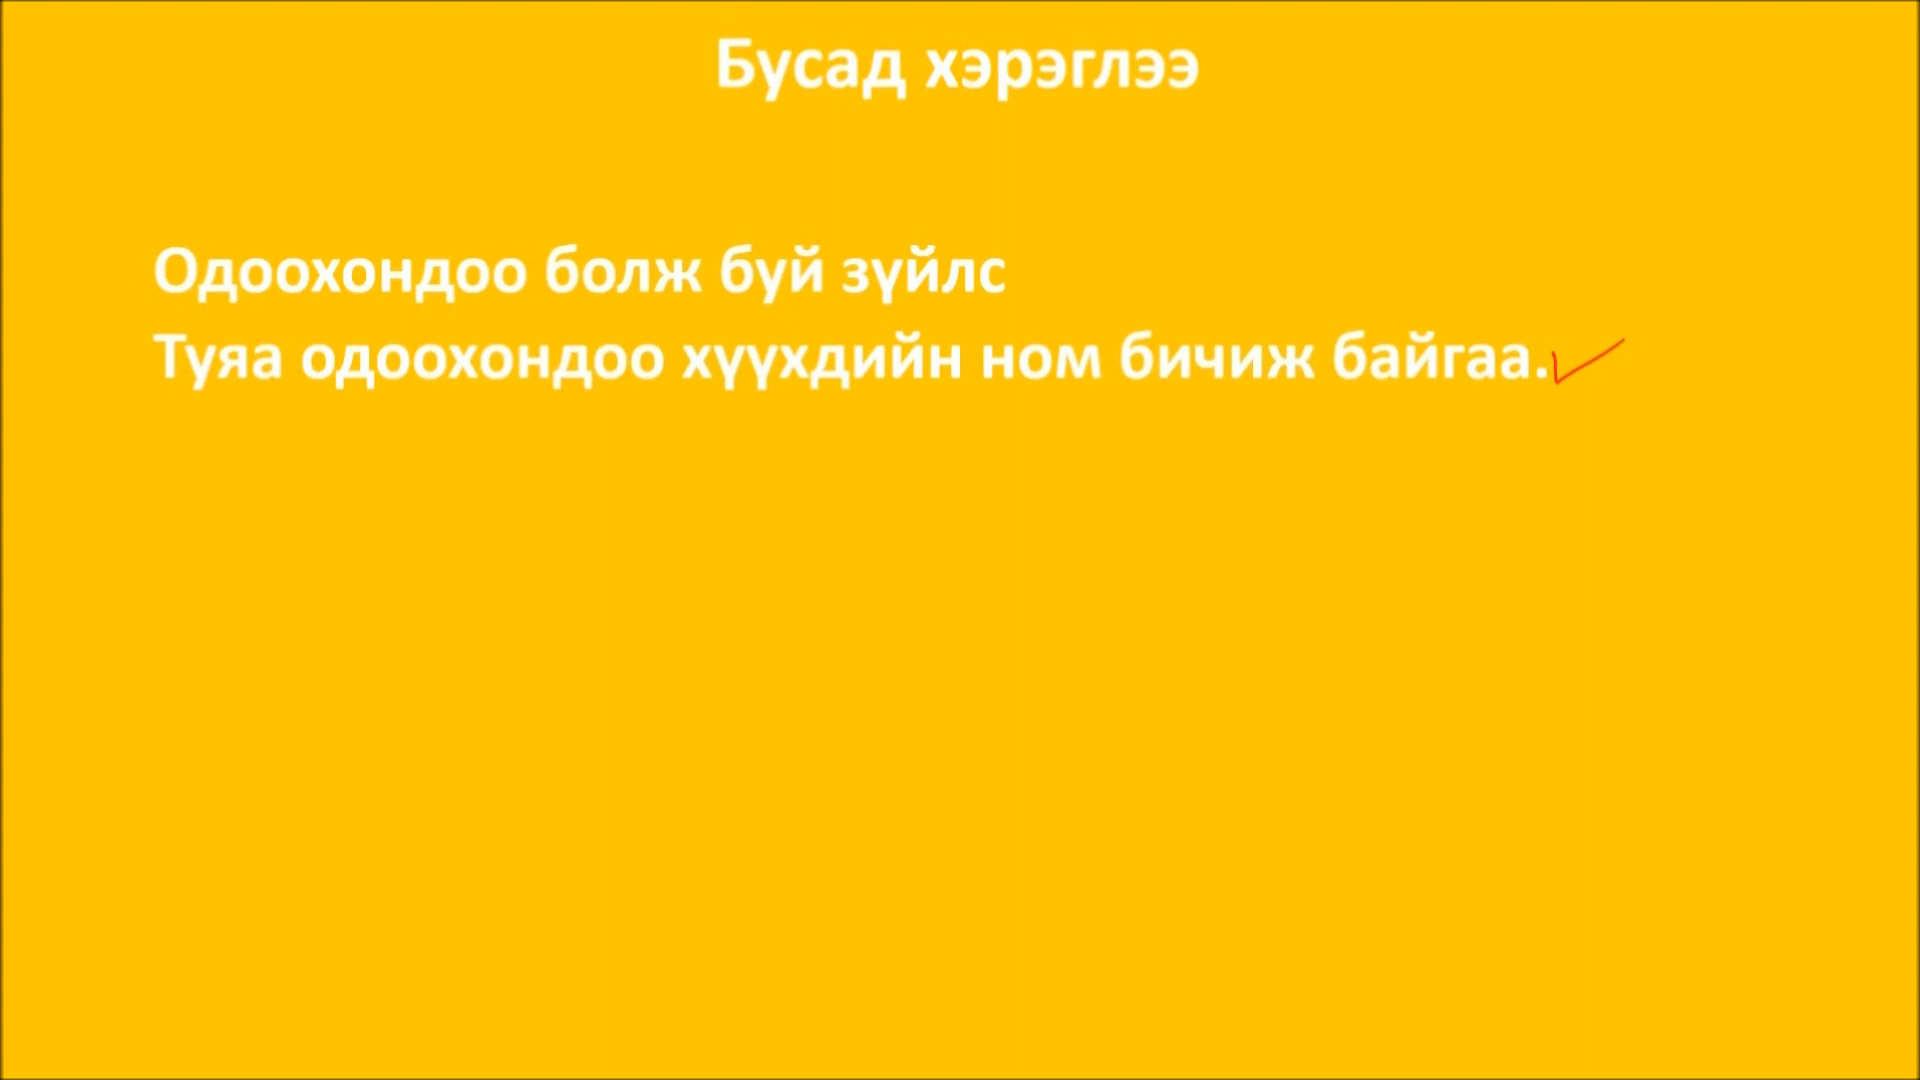 Бусад хэрэглээ
Одоохондоо болж буй зүйлс
Туяа одоохондоо хүүхдийн ном бичиж байгаа.